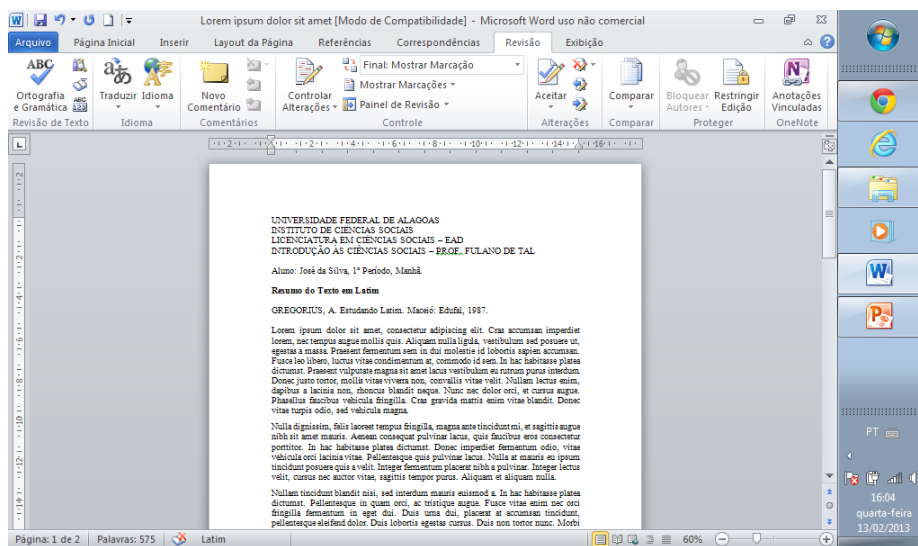 Lorem ipsum dolor sit amet [Modo de Compatibilidade] - Microsoft Word uso não comercial
Arquivo Página Inicial Inserir Layout da Página Referências Correspondências Revisão Exibição
ABC
Ortografia e Gramática
ABC 123
Traduzir
Idioma
Novo Comentário
Controlar Alterações
Final: Mostrar Marcação
Mostrar Marcações
Painel de Revisão
Aceitar
Comparar
Bloquear Autores
Restringir Edição
Anotações Vinculadas
Revisão de Texto Idioma Comentários Controle Alterações Comparar Proteger OneNote
UNIVERSIDADE FEDERAL DE ALAGOAS
INSTITUTO DE CIÊNCIAS SOCIAIS
LICENCIATURA EM CIÊNCIAS SOCIAIS – EAD
INTRODUÇÃO ÀS CIÊNCIAS SOCIAIS – PROF. FULANO DE TAL
Aluno: José da Silva, 1º Período, Manhã.
Resumo do Texto em Latim
GREGORIUS, A. Estudando Latim. Maceió: Edufal, 1987.
Lorem ipsum dolor sit amet, consectetur adipiscing elit. Cras accumsan imperdiet
lorem, nec tempus augue mollis quis. Aliquam nulla ligula, vestibulum sed posuere ut,
egestas a massa. Praesent fermentum sem in dui molestie id lobortis sapien accumsan.
Fusce leo libero, luctus vitae condimentum at, commodo id sem. In hac habitasse platea
dictumst. Praesent vulputate magna sit amet lacus vestibulum eu rutrum purus interdum.
Donec justo tortor, mollis vitae viverra non, convallis vitae velit. Nullam lectus enim,
dapibus a lacinia non, rhoncus blandit neque. Nunc nec dolor orci, et cursus augue.
Phasellus faucibus vehicula fringilla. Cras gravida mattis enim vitae blandit. Donec
vitae turpis odio, sed vehicula magna.
Nulla dignissim, felis laoreet tempus fringilla, magna ante tincidunt mi, et sagittis augue
nibh sit amet mauris. Aenean consequat pulvinar lacus, quis faucibus eros consectetur
porttitor. In hac habitasse platea dictumst. Donec imperdiet fermentum odio, vitae
vehicula orci lacinia vitae. Pellentesque quis pulvinar lacus. Nulla at mauris eu ipsum
tincidunt posuere quis a velit. Integer fermentum placerat nibh a pulvinar. Integer lectus
velit, cursus nec auctor vitae, sagittis tempor purus. Aliquam et aliquam nulla.
Nullam tincidunt blandit nisi, sed interdum mauris euismod a. In hac habitasse platea
dictumst. Pellentesque in quam orci, ac tristique augue. Fusce vitae enim nec orci
fringilla fermentum in eget dui. Duis urna dui, placerat at accumsan tincidunt,
pellentesque eleifend dolor. Duis lobortis egestas cursus. Duis non tortor nunc. Morbi
Página: 1 de 2 Palavras: 575 Latim 60%
PT
16:04
quarta-feira
13/02/2013